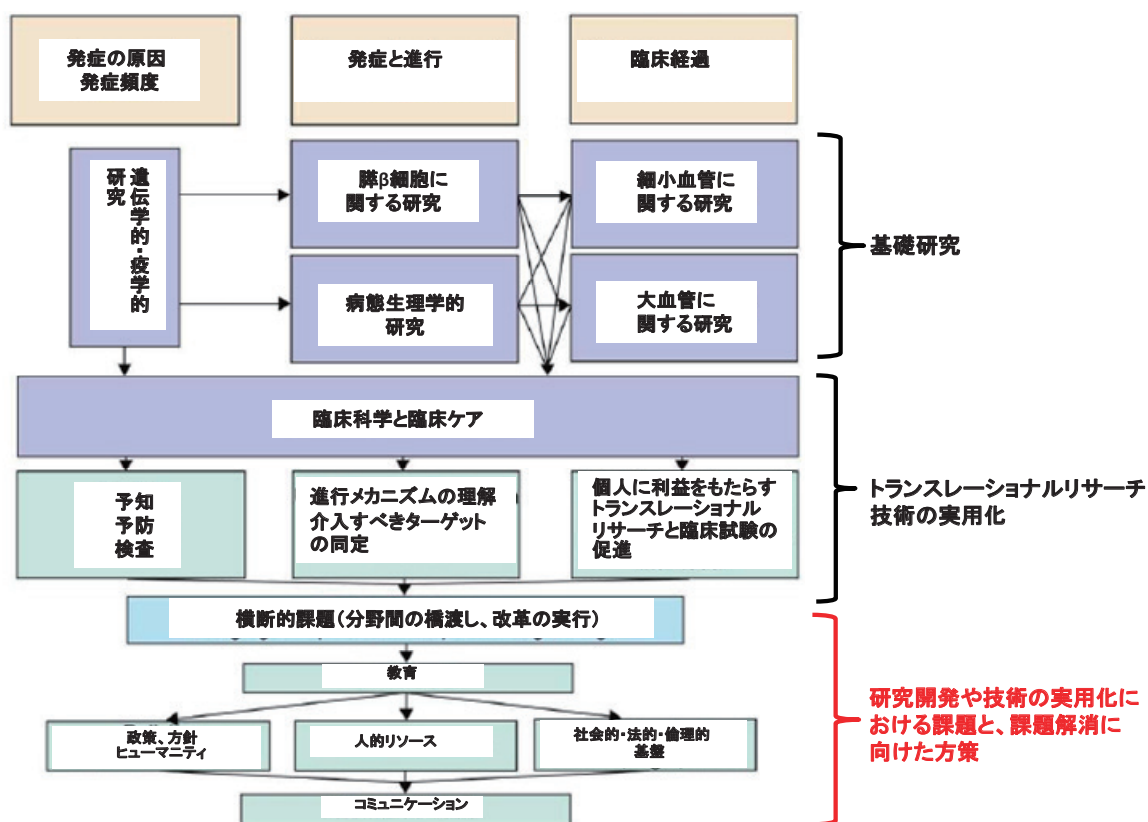 発症の原因
発症頻度
発症と進行
臨床経過
遺伝学的・疫学的
研究
膵β細胞に
関する研究
細小血管に
関する研究
病態生理学的
研究
大血管に
関する研究
基礎研究
臨床科学と臨床ケア
予知
予防
検査
進行メカニズムの理解
介入すべきターゲット
の同定
個人に利益をもたらす
トランスレーショナル
リサーチと臨床試験の
促進
トランスレーショナルリサーチ
技術の実用化
横断的課題(分野間の橋渡し、改革の実行)
教育
政策、方針
ヒューマニティ
人的リソース
社会的・法的・倫理的
基盤
コミュニケーション
研究開発や技術の実用化に
おける課題と、課題解消に
向けた方策